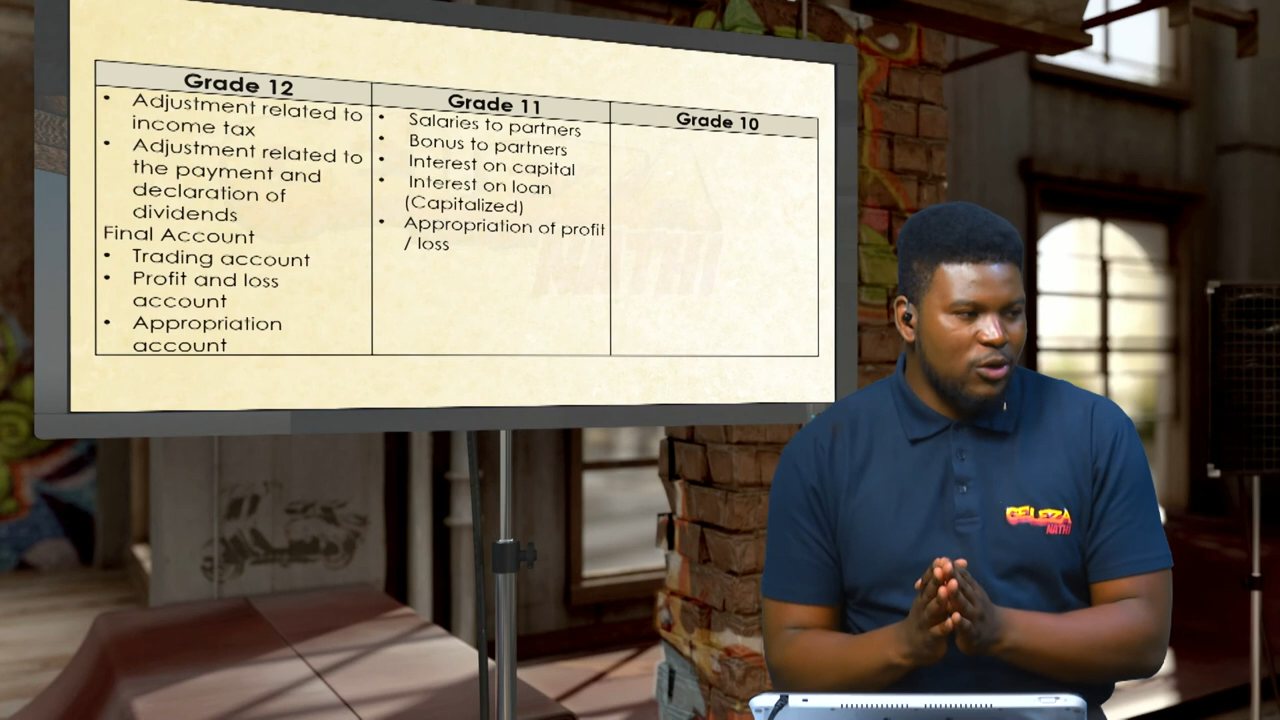 Grade 12
• Adjustment related to
income tax
• Adjustment related to
the payment and
declaration of
dividends
Final Account
• Trading account
• Profit and loss
account
• Appropriation
account
Grade 11
• Salaries to partners
• Bonus to partners
• Interest on capital
• Interest on loan
(Capitalized)
• Appropriation of profit
/ loss
Grade 10
NATHI
GELEZA
NATHI